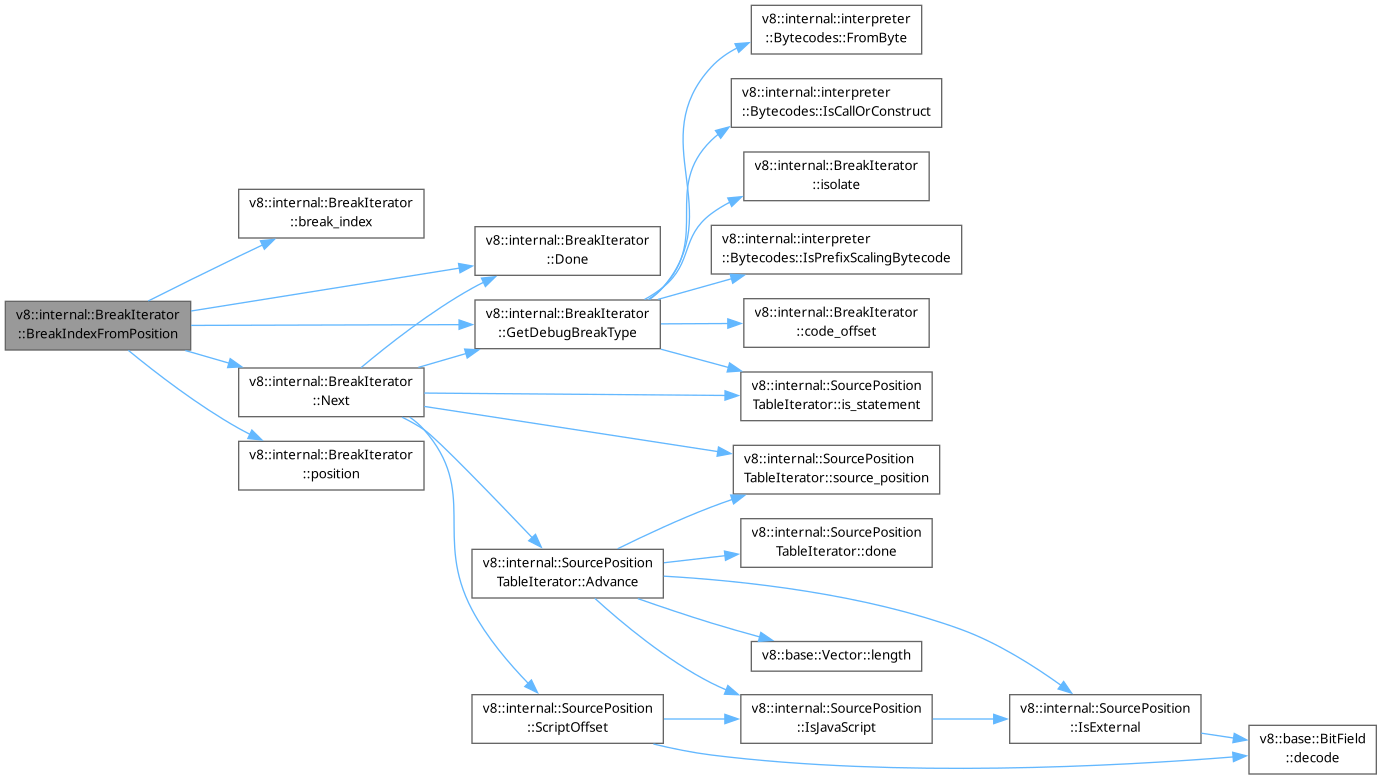 v8::internal::interpreter
::Bytecodes::FromByte
v8::internal::interpreter
::Bytecodes::IsCallOrConstruct
v8::internal::BreakIterator
::isolate
v8::internal::BreakIterator
::break_index
v8::internal::BreakIterator
::Done
v8::internal::interpreter
::Bytecodes::IsPrefixScalingBytecode
v8::internal::BreakIterator
::BreakIndexFromPosition
v8::internal::BreakIterator
::GetDebugBreakType
v8::internal::BreakIterator
::code_offset
v8::internal::BreakIterator
::Next
v8::internal::SourcePosition
TableIterator::is_statement
v8::internal::BreakIterator
::position
v8::internal::SourcePosition
TableIterator::source_position
v8::internal::SourcePosition
TableIterator::Advance
v8::internal::SourcePosition
TableIterator::done
v8::base::Vector::length
v8::internal::SourcePosition
::ScriptOffset
v8::internal::SourcePosition
::IsJavaScript
v8::internal::SourcePosition
::IsExternal
v8::base::BitField
::decode